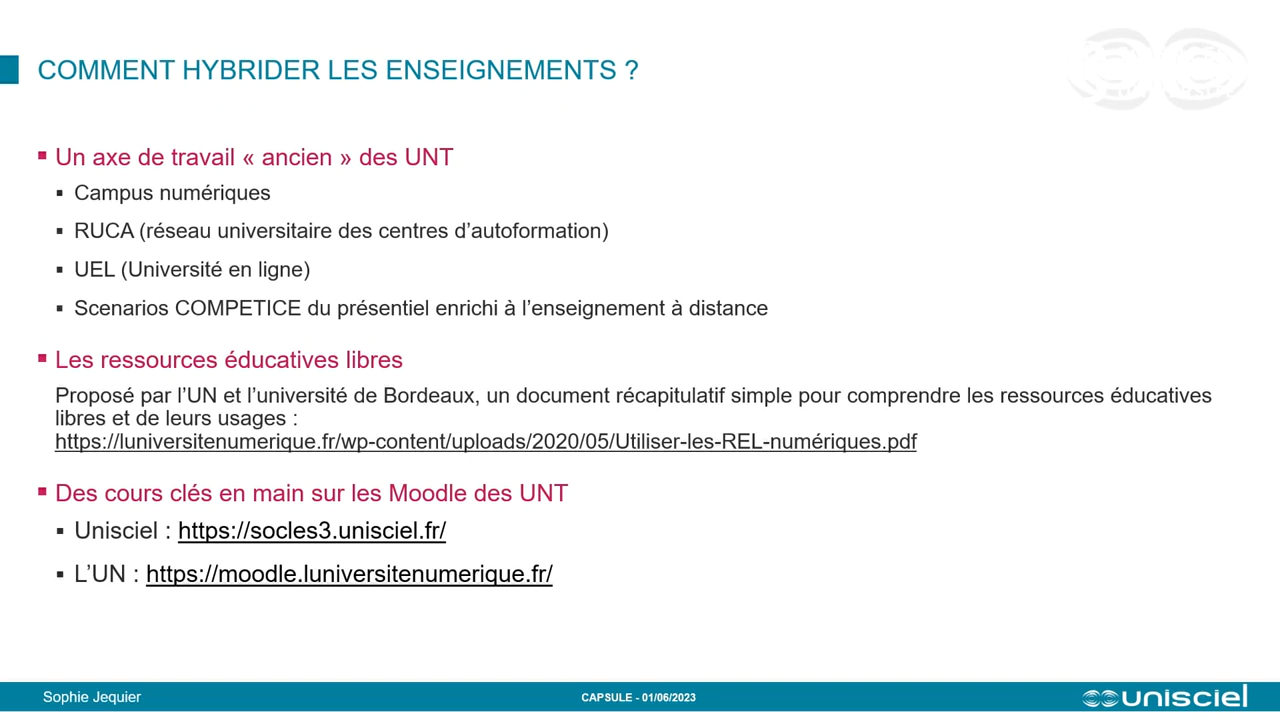 COMMENT HYBRIDER LES ENSEIGNEMENTS ?
Un axe de travail « ancien » des UNT
Campus numériques
RUCA (réseau universitaire des centres d’autoformation)
UEL (Université en ligne)
Scenarios COMPETICE du présentiel enrichi à l’enseignement à distance
Les ressources éducatives libres
Proposé par l’UN et l’université de Bordeaux, un document récapitulatif simple pour comprendre les ressources éducatives
libres et de leurs usages :
https://luniversitenumerique.fr/wp-content/uploads/2020/05/Utiliser-les-REL-numériques.pdf
Des cours clés en main sur les Moodle des UNT
Unisciel : https://socles3.unisciel.fr/
L’UN : https://moodle.luniversitenumerique.fr/
Sophie Jequier
CAPSULE - 01/06/2023
unisciel